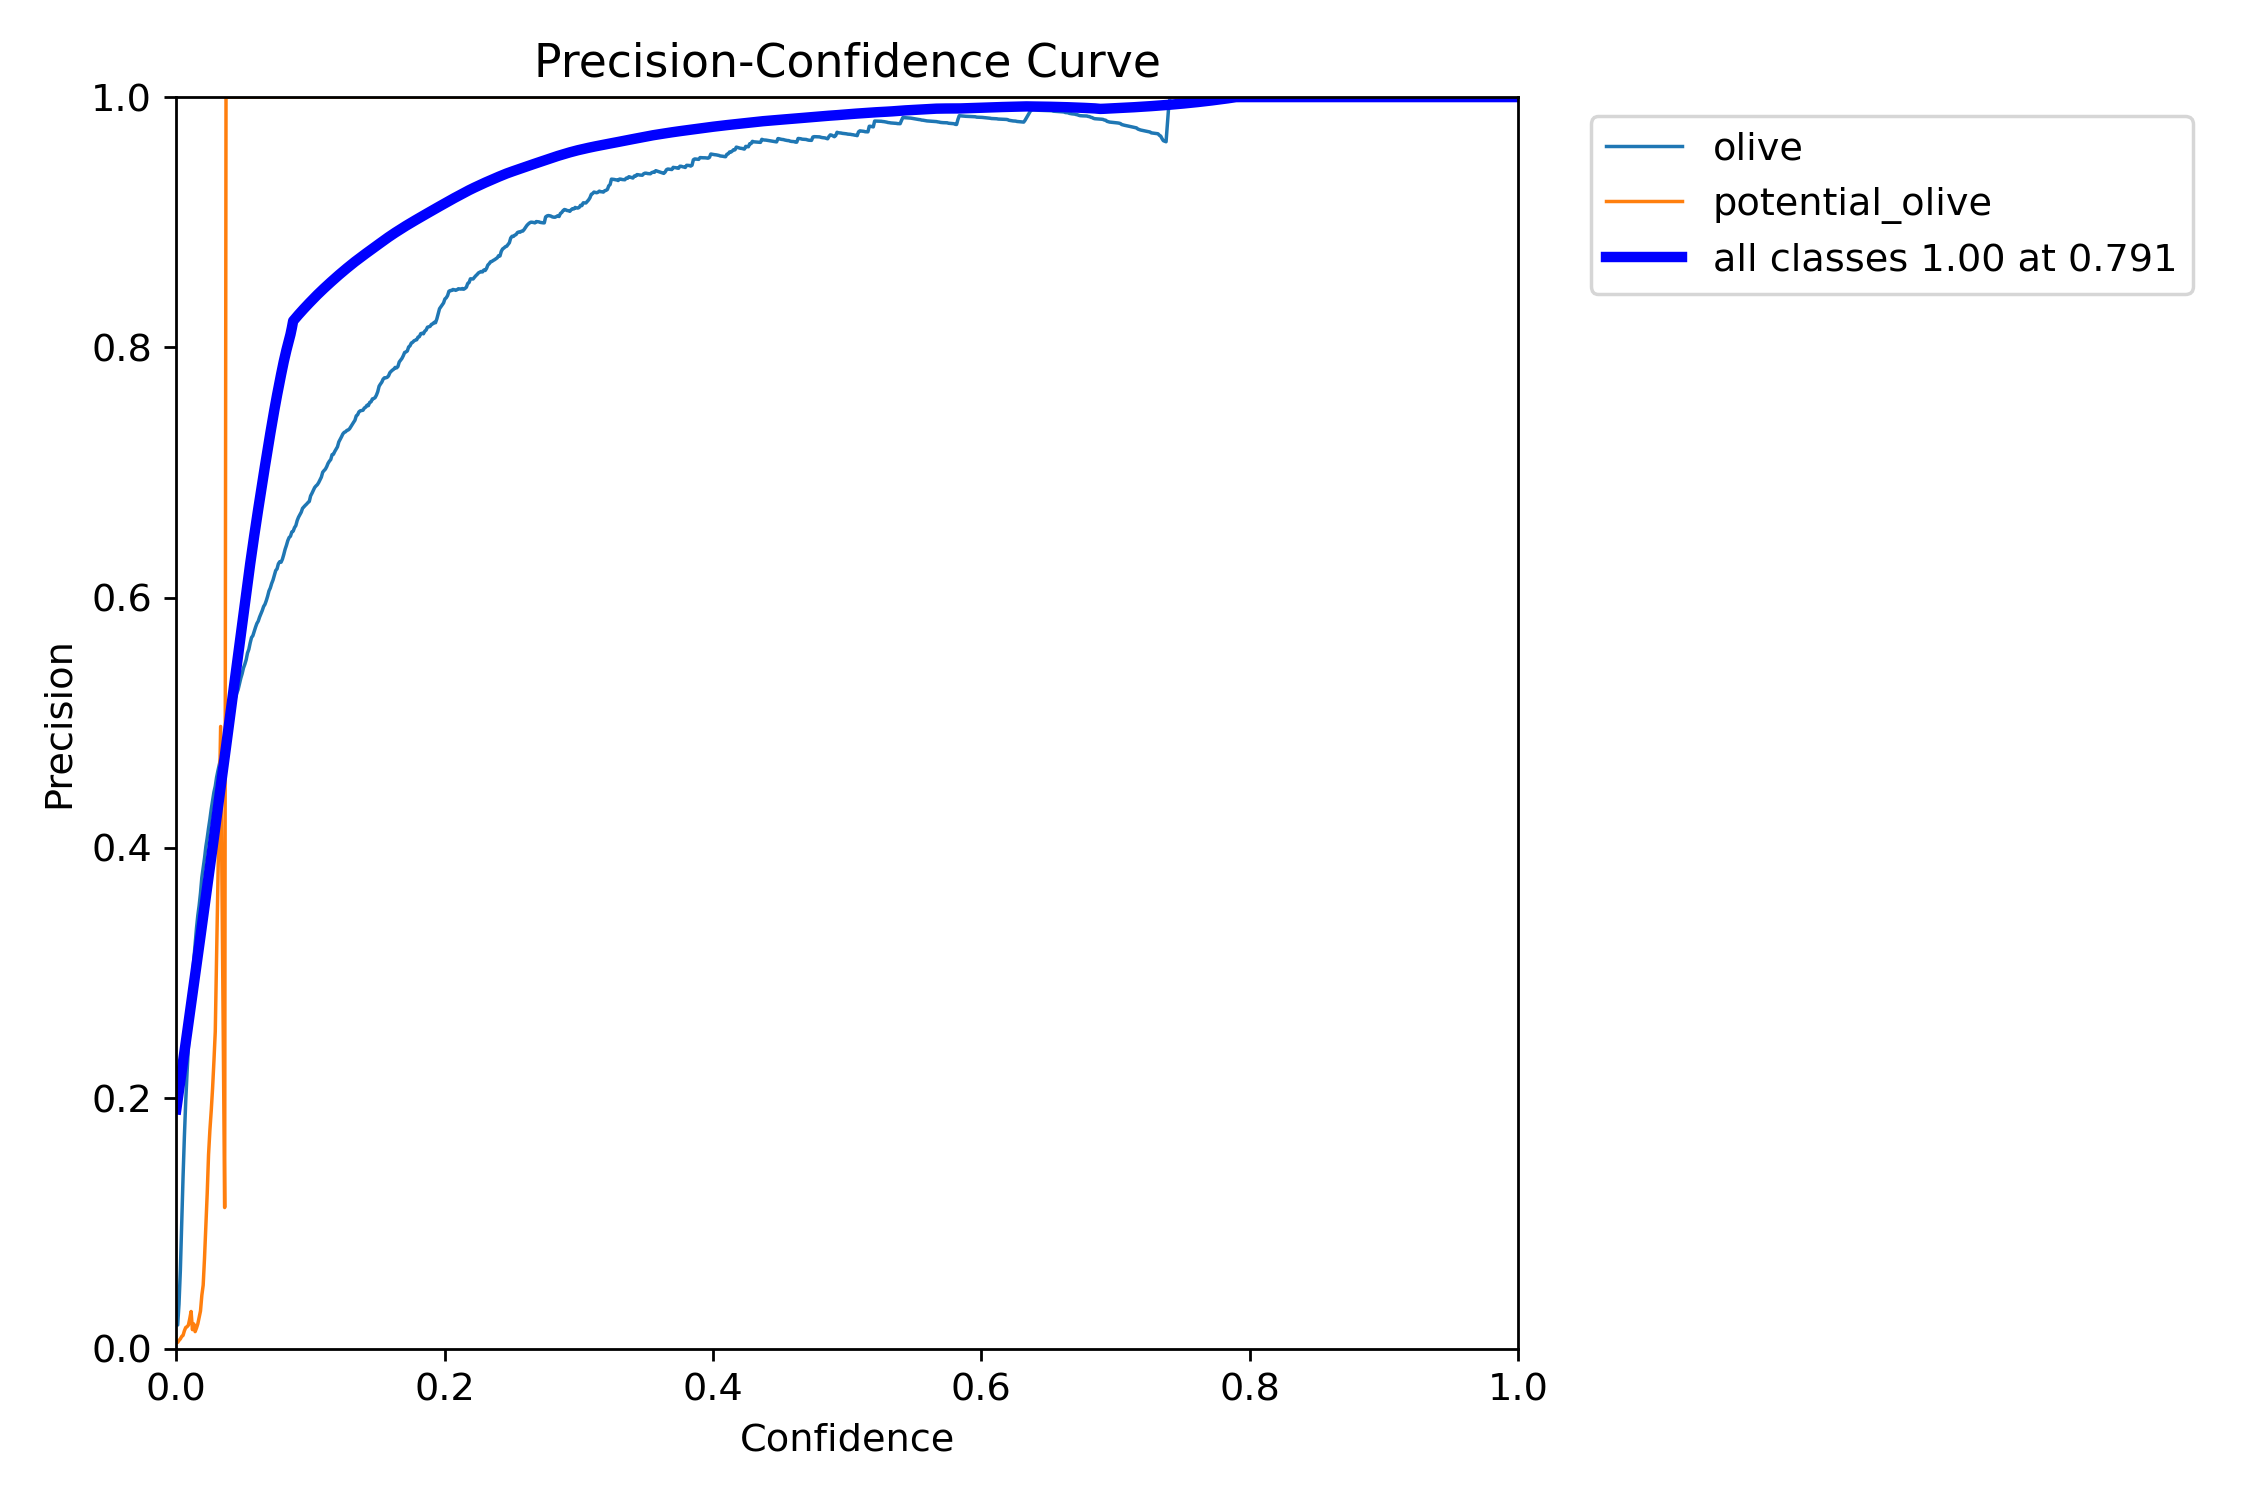 Precision-Confidence Curve
1.0
0.8
0.6
0.4
0.2
0.0
Precision
0.0 0.2 0.4 0.6 0.8 1.0
Confidence
olive
potential_olive
all classes 1.00 at 0.791